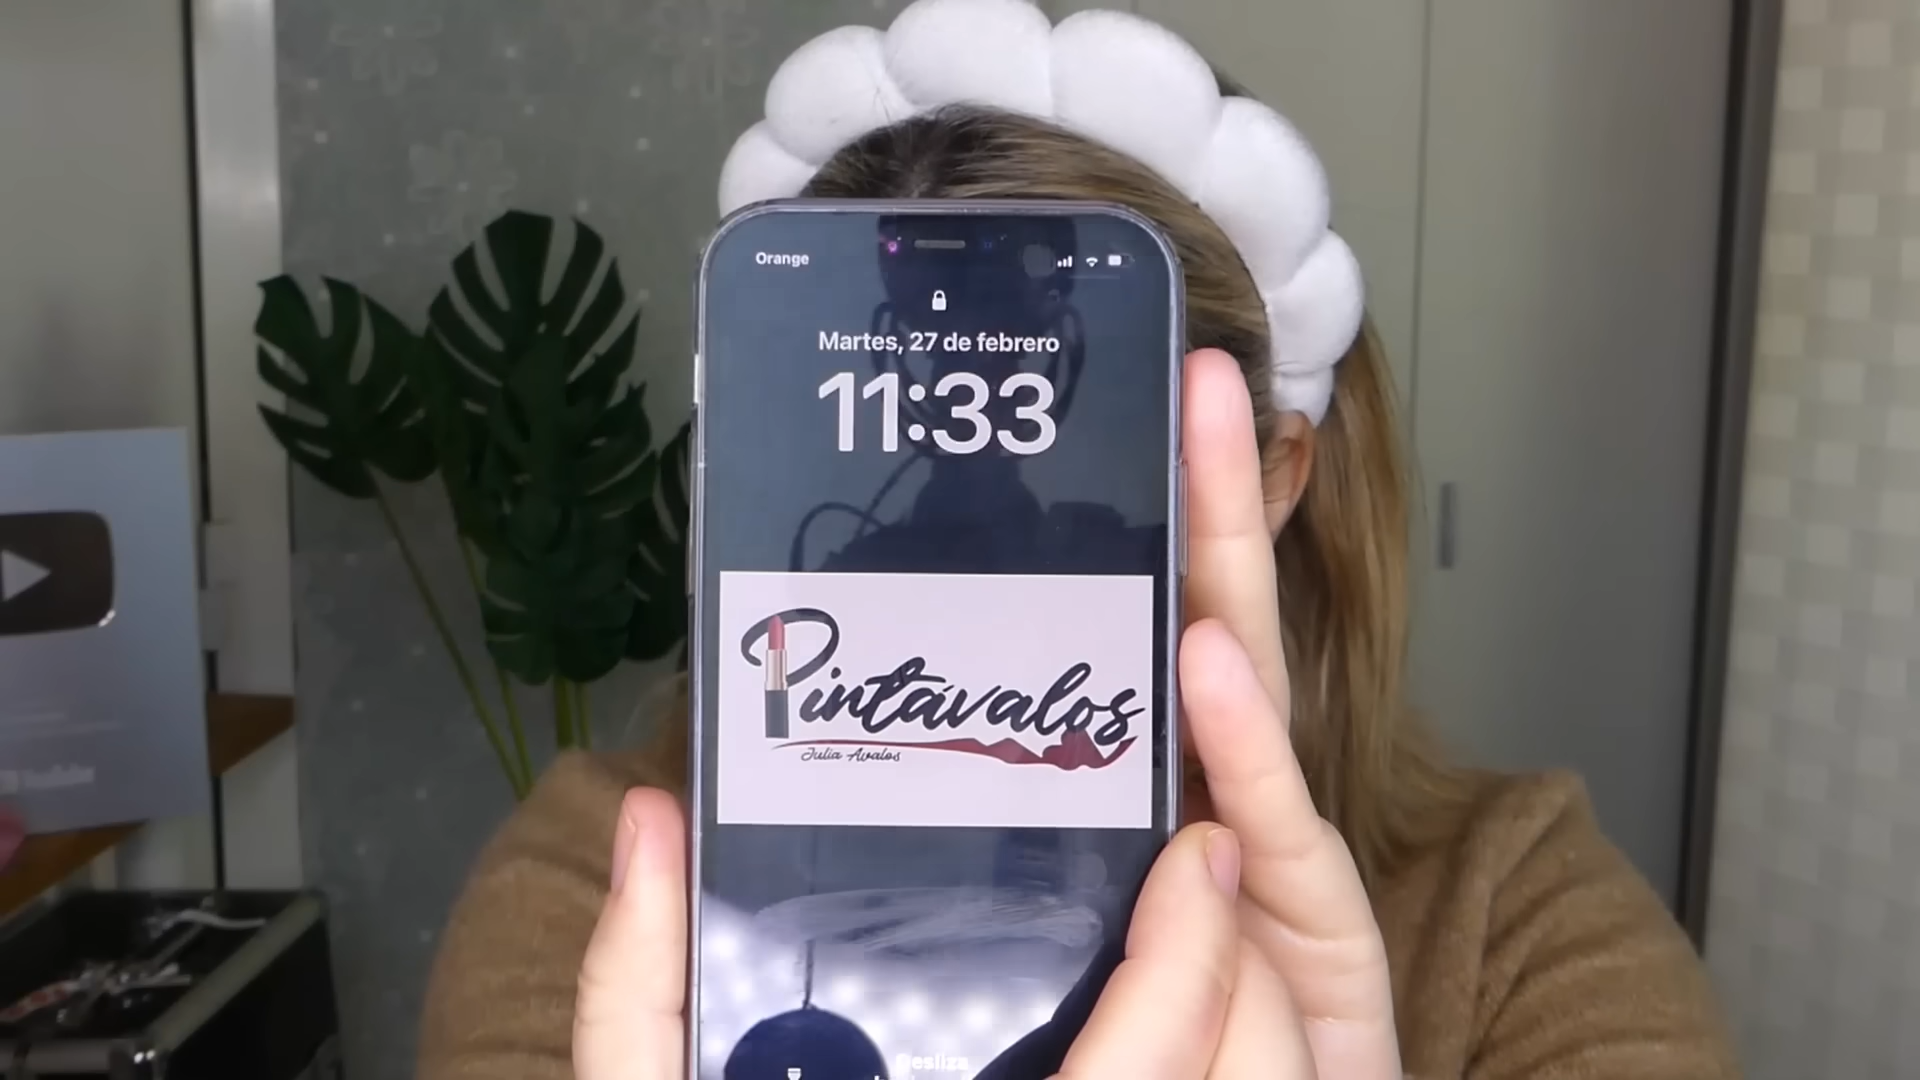 Orange
Martes, 27 de febrero
11:33
Pintávalos
Julia Avalos
Desliza